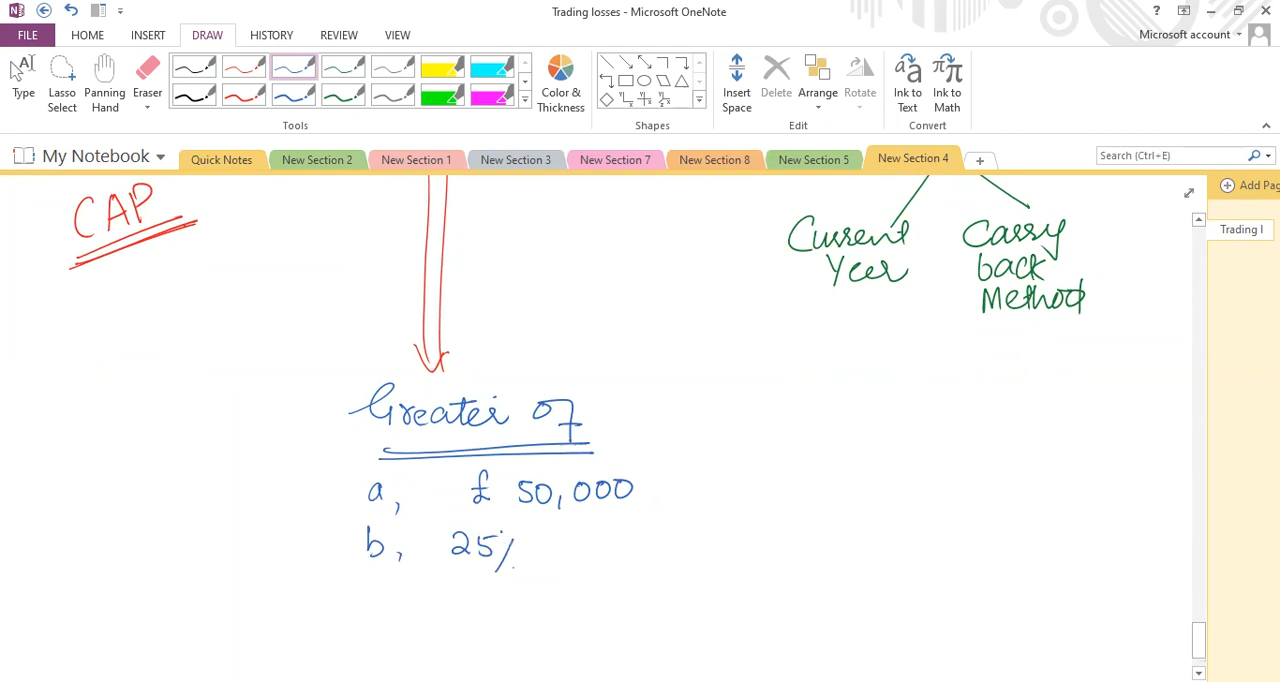 Trading losses - Microsoft OneNote
?
FILE HOME INSERT DRAW HISTORY REVIEW VIEW
Microsoft account
Type
Lasso Select
Panning Hand
Eraser
Color & Thickness
Insert Space
Delete
Arrange
Rotate
Ink to Text
Ink to Math
Tools
Shapes
Edit
Convert
My Notebook
Quick Notes
New Section 2
New Section 1
New Section 3
New Section 7
New Section 8
New Section 5
New Section 4
Search (Ctrl+E)
Add Pag
Trading l
CAP
Current Year
Carry back Method
Greater of
a, £ 50,000
b, 25%